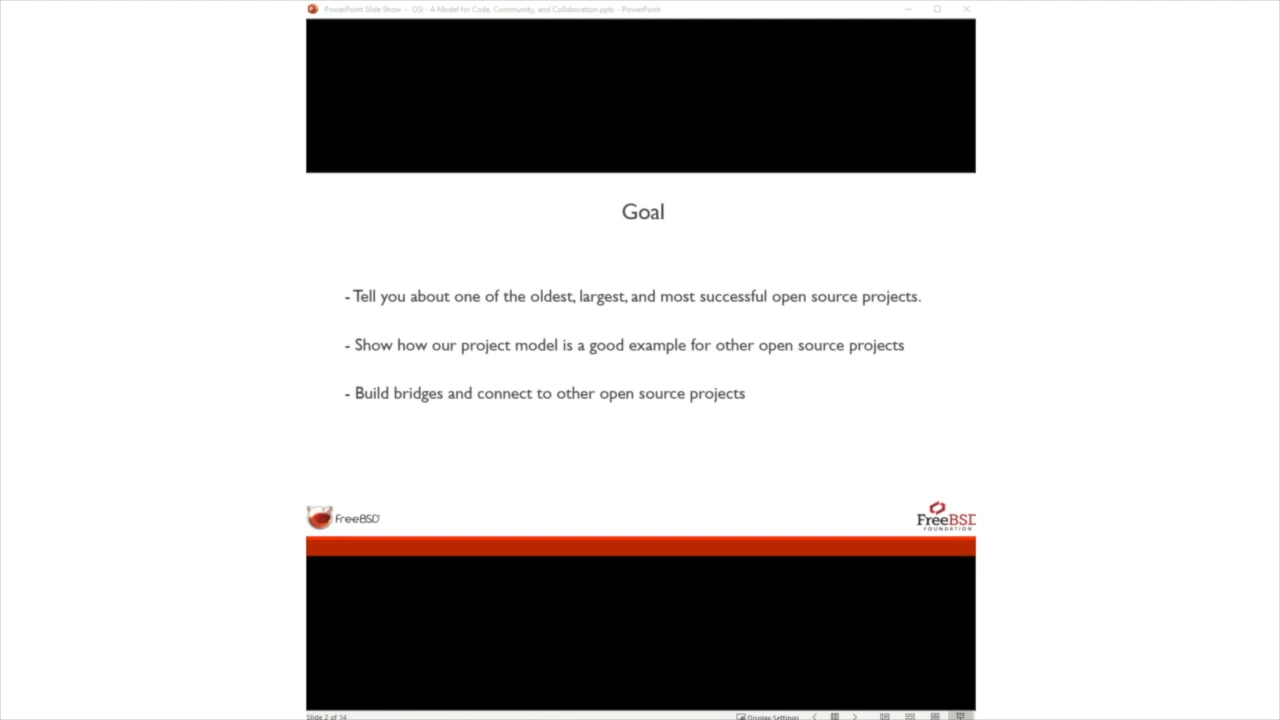 PowerPoint Slide Show - OSI - A Model for Code, Community, and Collaboration.pptx - PowerPoint
Goal
- Tell you about one of the oldest, largest, and most successful open source projects.
- Show how our project model is a good example for other open source projects
- Build bridges and connect to other open source projects
FreeBSD
FreeBSD
FOUNDATION
Slide 2 of 14
Display Settings